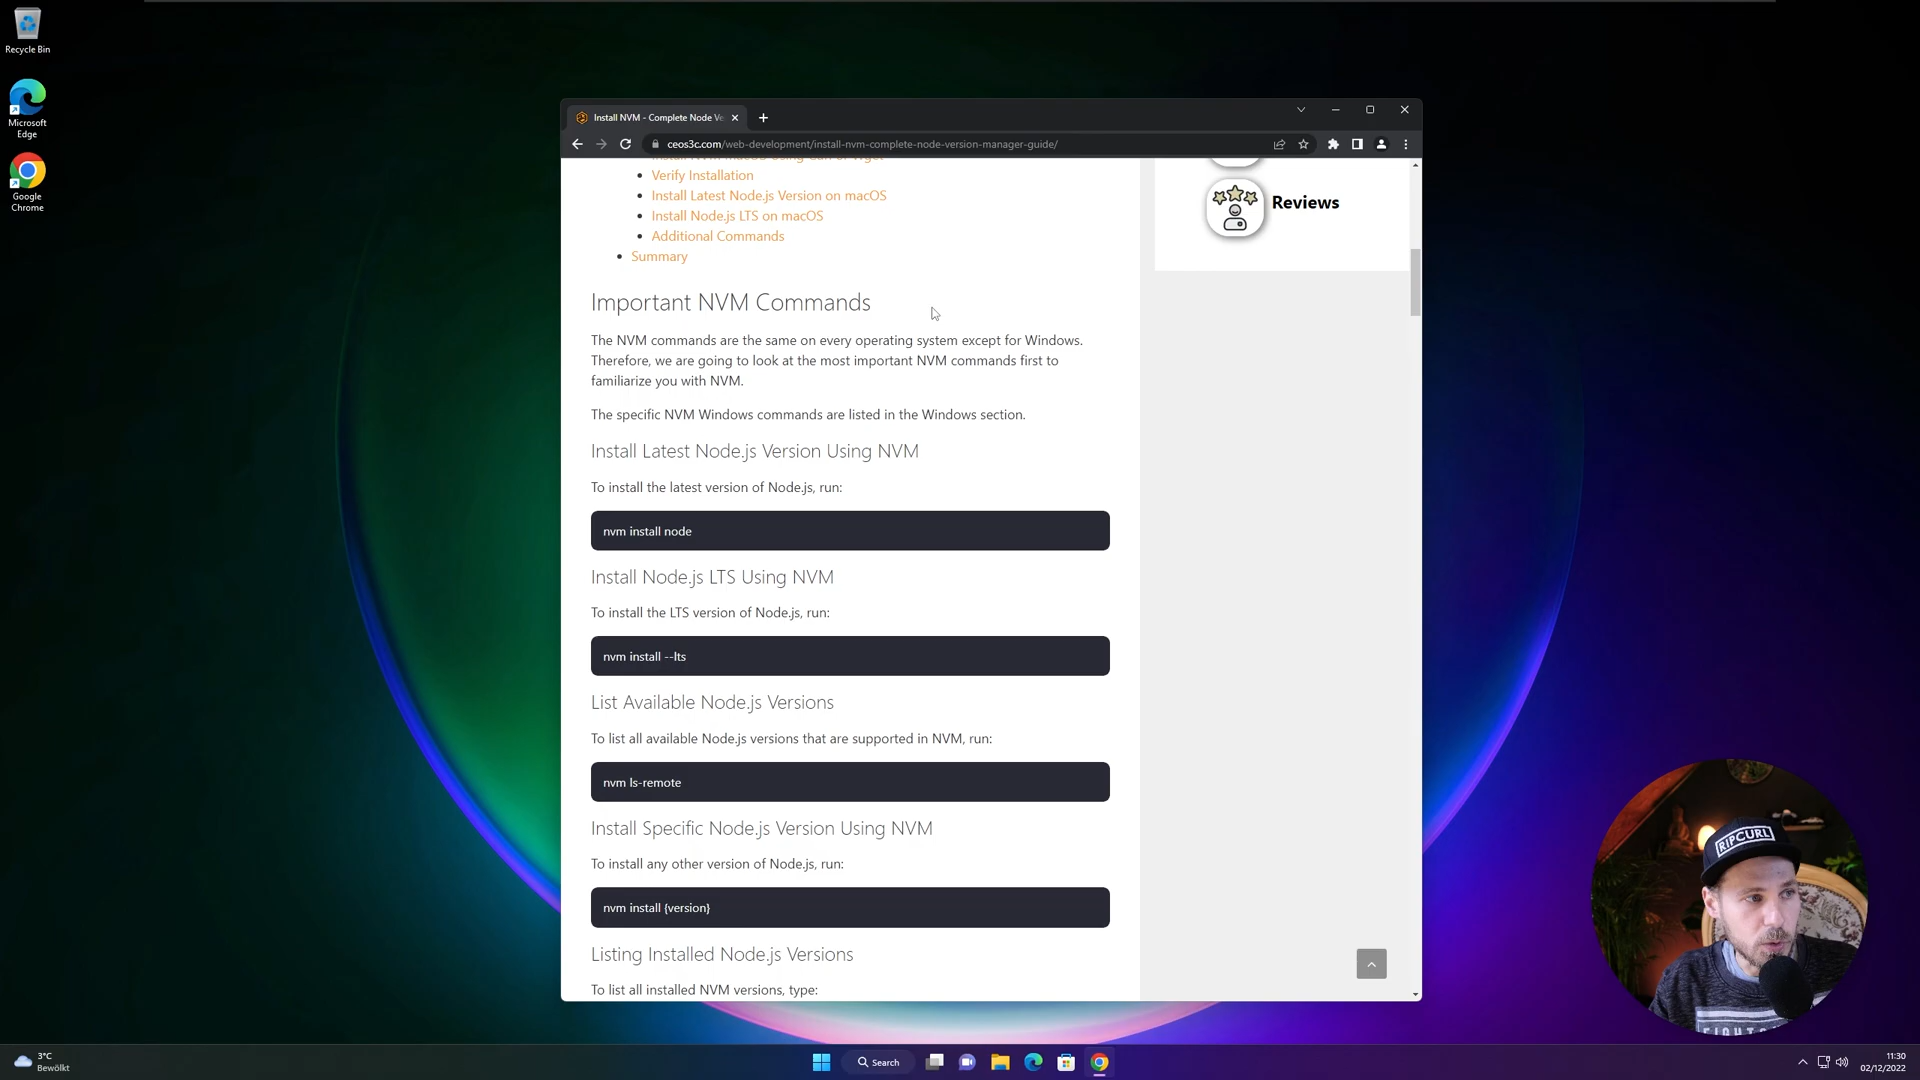 Recycle Bin
Microsoft
Edge
Google
Chrome
Install NVM - Complete Node Ve
ceos3c.com/web-development/install-nvm-complete-node-version-manager-guide/
Verify Installation
Install Latest Node.js Version on macOS
Install Node.js LTS on macOS
Additional Commands
Summary
Reviews
Important NVM Commands
The NVM commands are the same on every operating system except for Windows.
Therefore, we are going to look at the most important NVM commands first to
familiarize you with NVM.
The specific NVM Windows commands are listed in the Windows section.
Install Latest Node.js Version Using NVM
To install the latest version of Node.js, run:
nvm install node
Install Node.js LTS Using NVM
To install the LTS version of Node.js, run:
nvm install --lts
List Available Node.js Versions
To list all available Node.js versions that are supported in NVM, run:
nvm ls-remote
Install Specific Node.js Version Using NVM
To install any other version of Node.js, run:
nvm install {version}
Listing Installed Node.js Versions
To list all installed NVM versions, type:
RIPCURL
3°C
Bewölkt
Search
11:30
02/12/2022